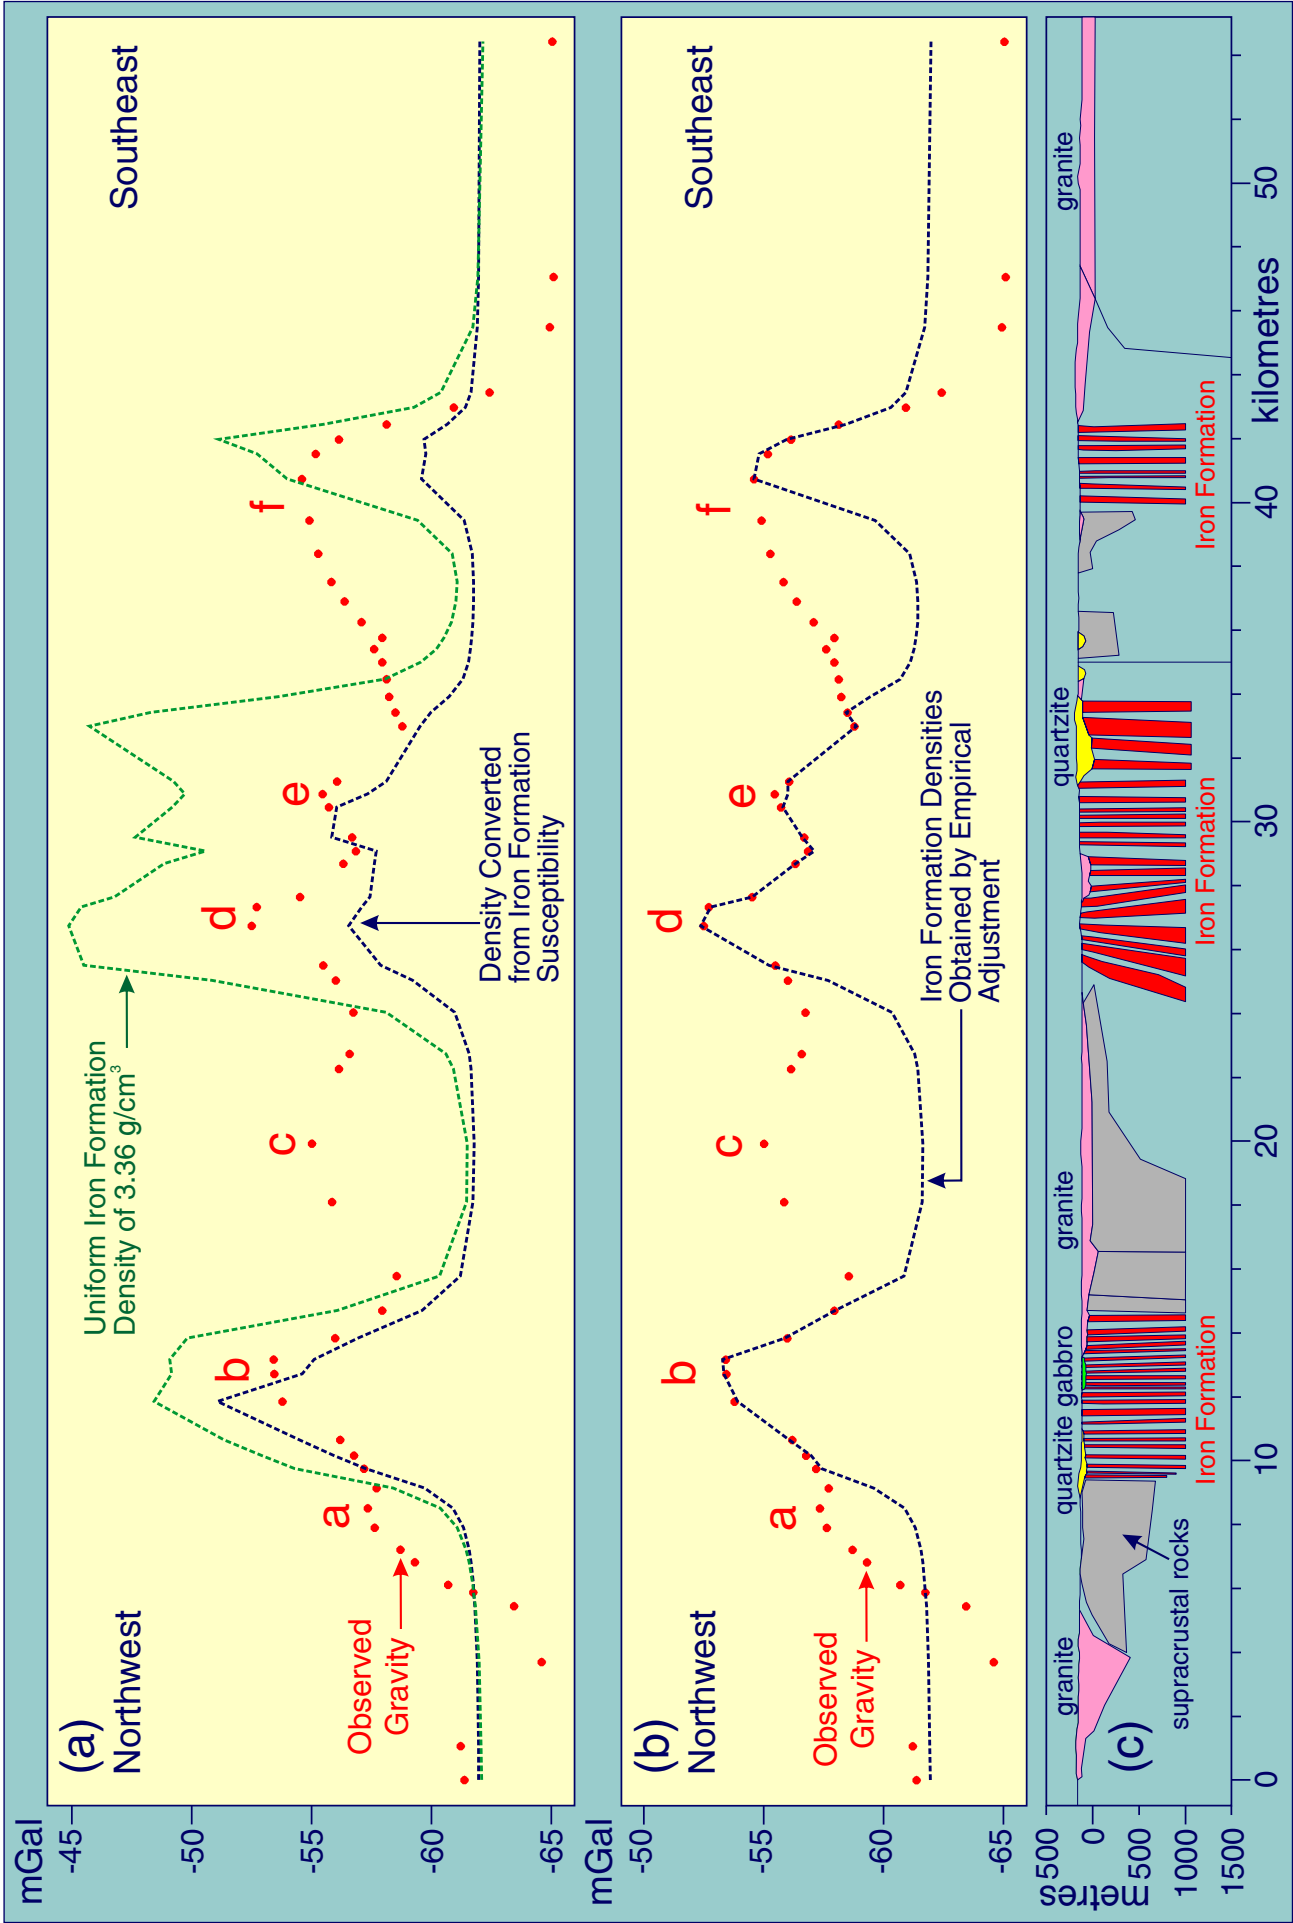 mGal
-45
-50
-55
-60
-65
(a)
Northwest
Southeast
Uniform Iron Formation
Density of 3.36 g/cm³
Observed
Gravity
a
b
c
d
e
f
Density Converted
from Iron Formation
Susceptibility
mGal
-50
-55
-60
-65
(b)
Northwest
Southeast
Observed
Gravity
a
b
c
d
e
f
Iron Formation Densities
Obtained by Empirical
Adjustment
metres
500
0
500
1000
1500
(c)
granite
quartzite
gabbro
granite
quartzite
granite
supracrustal rocks
Iron Formation
Iron Formation
Iron Formation
0
10
20
30
40
50
kilometres